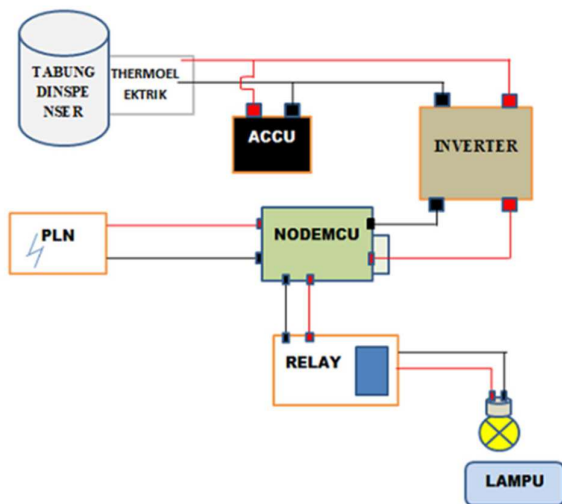 TABUNG
DINSPE
NSER
THERMOEL
EKTRIK
ACCU
INVERTER
PLN
NODEMCU
RELAY
LAMPU